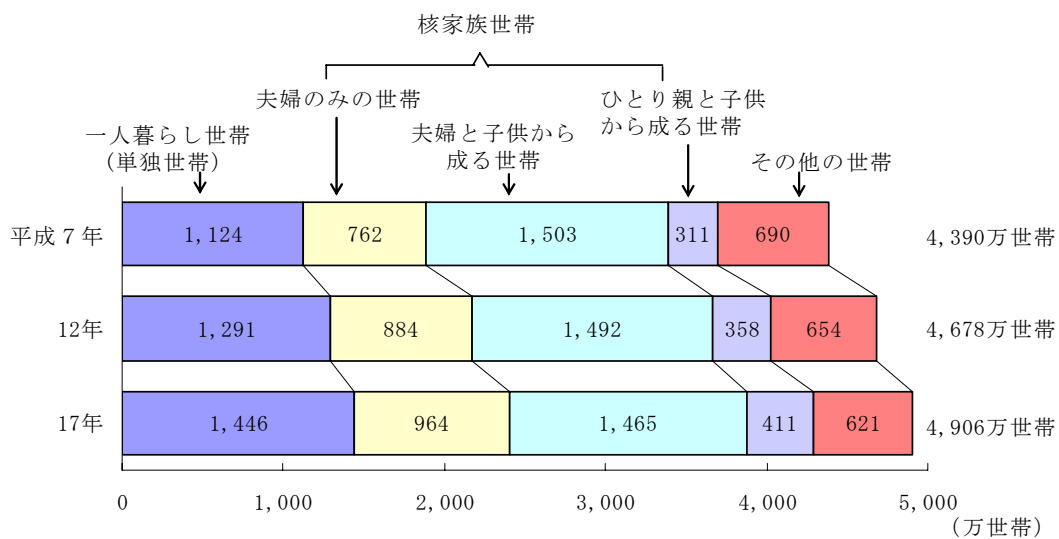 核家族世帯
夫婦のみの世帯
ひとり親と子供
から成る世帯
一人暮らし世帯
(単独世帯)
夫婦と子供から
成る世帯
その他の世帯
平成7年 1,124 762 1,503 311 690 4,390万世帯
12年 1,291 884 1,492 358 654 4,678万世帯
17年 1,446 964 1,465 411 621 4,906万世帯
0 1,000 2,000 3,000 4,000 5,000
(万世帯)